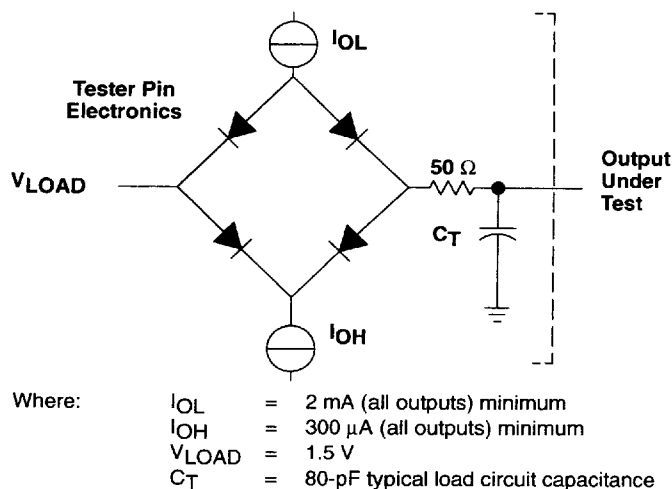 IOL
Tester Pin
Electronics
VLOAD
50 Ω
CT
Output
Under
Test
IOH
Where:
IOL = 2 mA (all outputs) minimum
IOH = 300 μA (all outputs) minimum
VLOAD = 1.5 V
CT = 80-pF typical load circuit capacitance